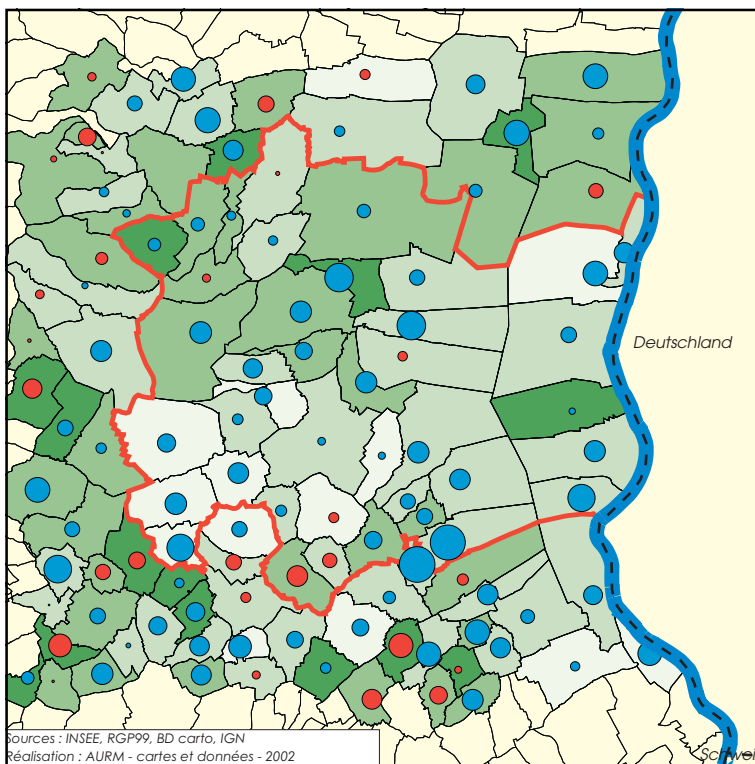 Deutschland
Sources : INSEE, RGP99, BD carto, IGN
Réalisation : AURM - cartes et données - 2002